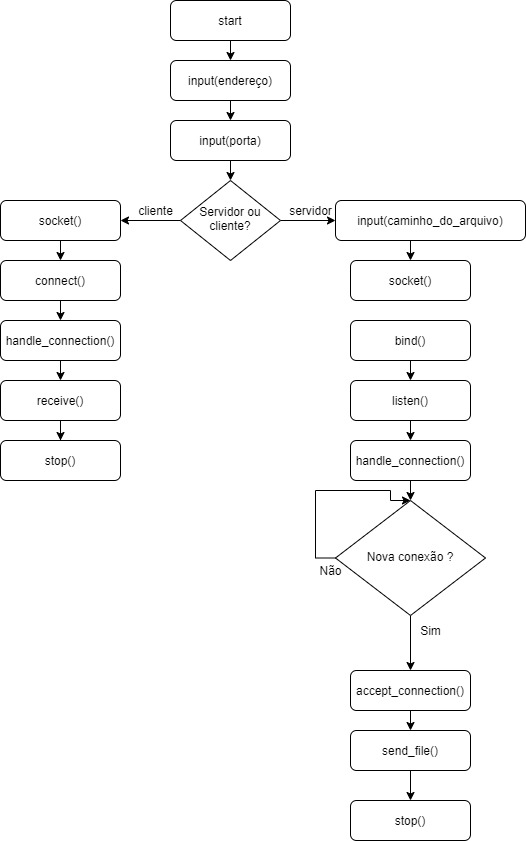 start
input(endereço)
input(porta)
Servidor ou
cliente?
cliente
servidor
socket()
connect()
handle_connection()
receive()
stop()
input(caminho_do_arquivo)
socket()
bind()
listen()
handle_connection()
Nova conexão ?
Não
Sim
accept_connection()
send_file()
stop()